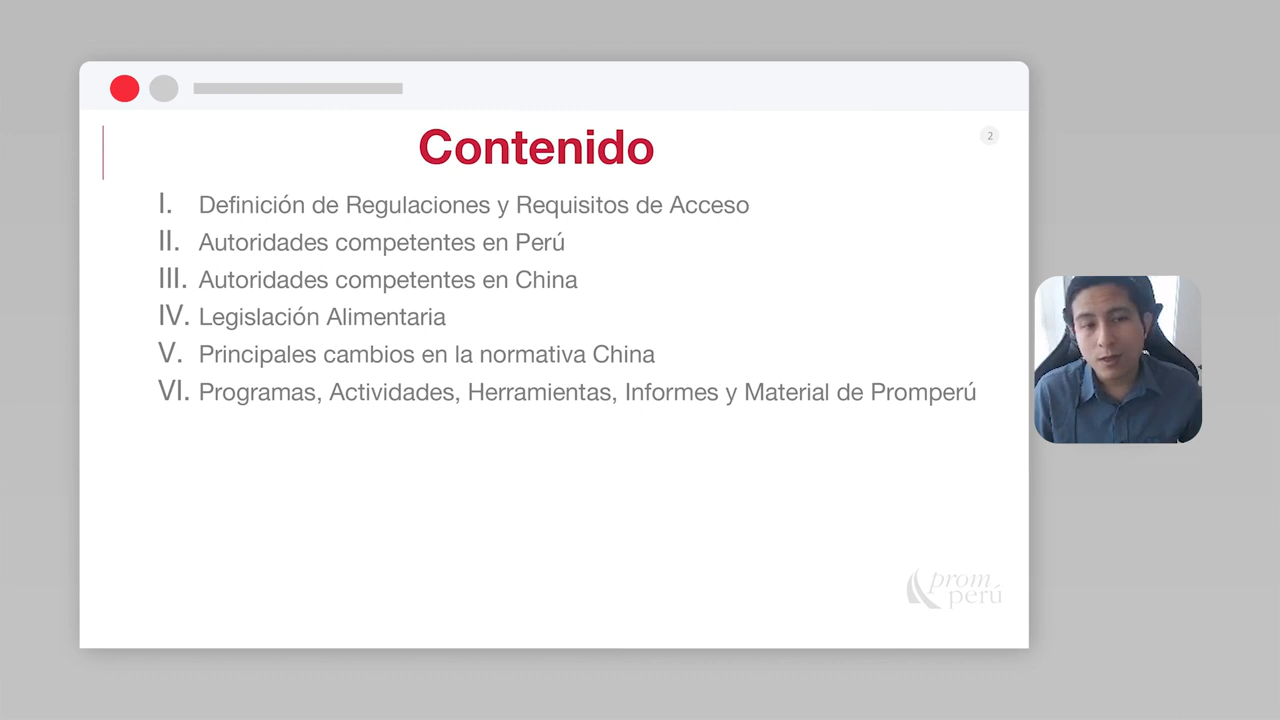 Contenido
2
I. Definición de Regulaciones y Requisitos de Acceso
II. Autoridades competentes en Perú
III. Autoridades competentes en China
IV. Legislación Alimentaria
V. Principales cambios en la normativa China
VI. Programas, Actividades, Herramientas, Informes y Material de Promperú
prom
perú